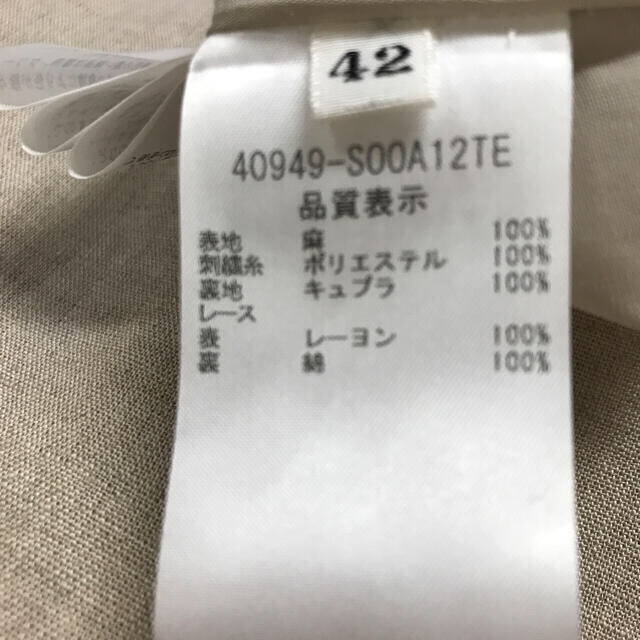 42
40949-S00A12TE
品質表示
表地 麻 100%
刺繍糸 ポリエステル 100%
裏地 キュプラ 100%
レース
表 レーヨン 100%
裏 綿 100%